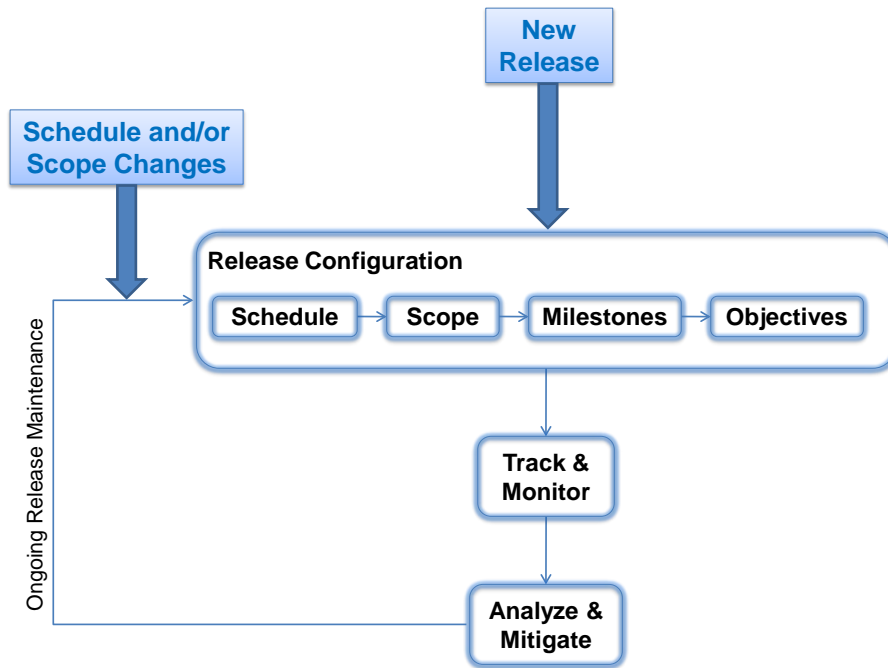 New
Release
Schedule and/or
Scope Changes
Release Configuration
Schedule
Scope
Milestones
Objectives
Ongoing Release Maintenance
Track &
Monitor
Analyze &
Mitigate